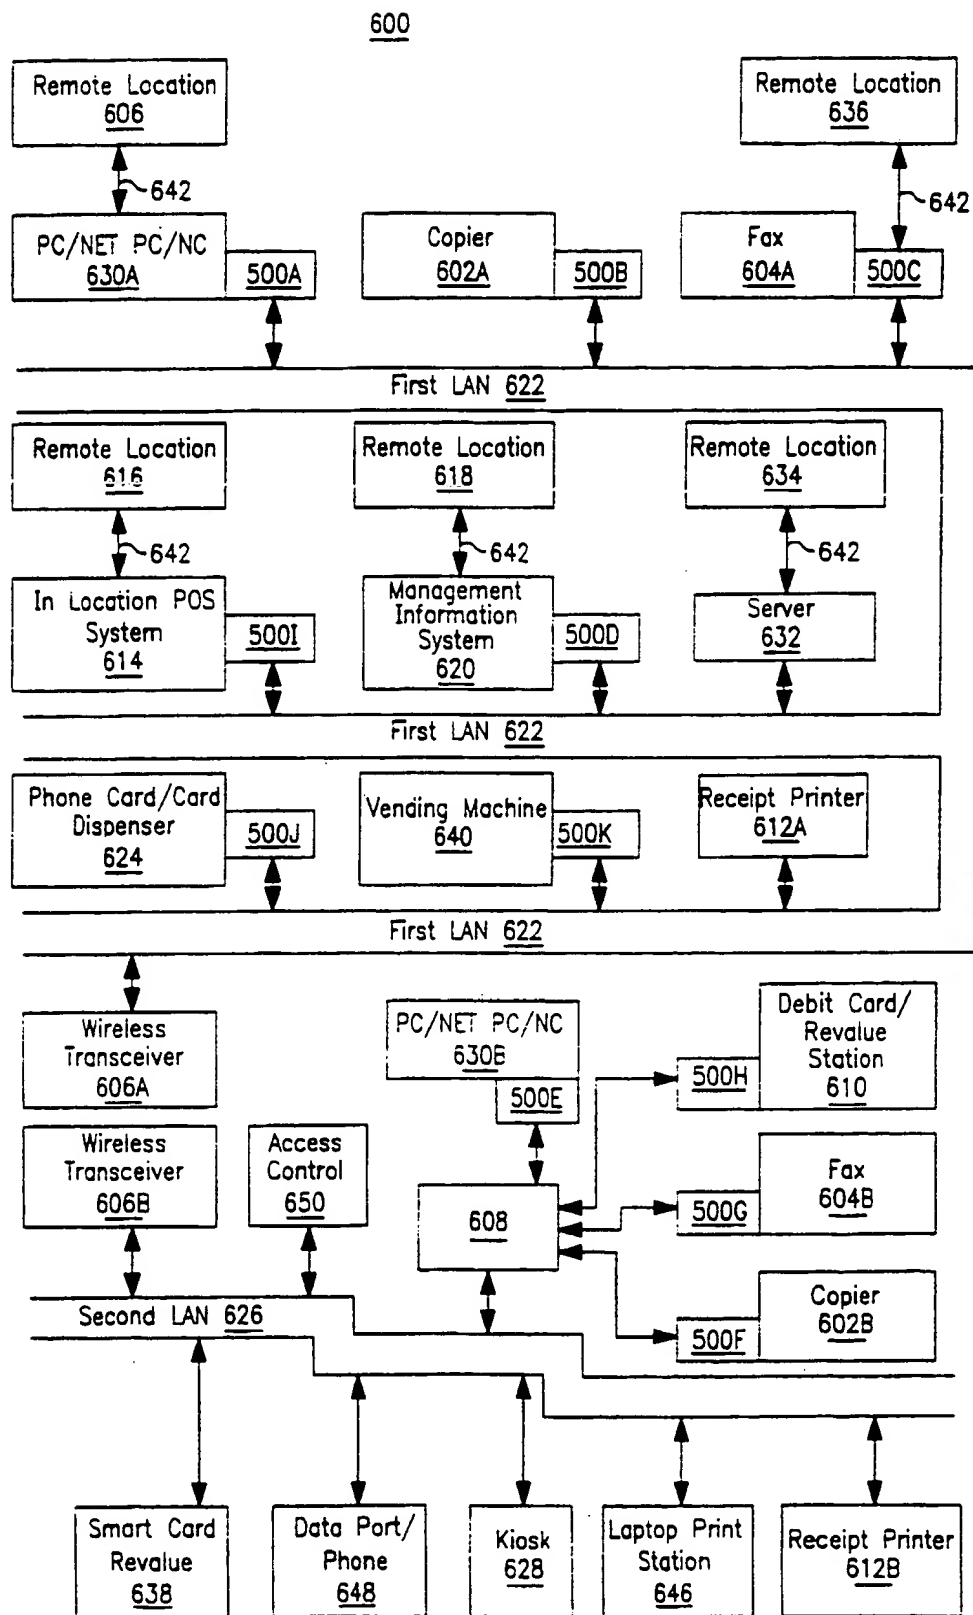 600
Remote Location
606
Remote Location
636
642
642
PC/NET PC/NC
630A
500A
Copier
602A
500B
Fax
604A
500C
First LAN 622
Remote Location
616
Remote Location
618
Remote Location
634
642
642
642
In Location POS
System
614
500I
Management
Information
System
620
500D
Server
632
First LAN 622
Phone Card/Card
Dispenser
624
500J
Vending Machine
640
500K
Receipt Printer
612A
First LAN 622
Wireless
Transceiver
606A
PC/NET PC/NC
630B
500E
Debit Card/
Revalue
Station
610
500H
Wireless
Transceiver
606B
Access
Control
650
608
Fax
604B
500G
Second LAN 626
Copier
602B
500F
Smart Card
Revalue
638
Data Port/
Phone
648
Kiosk
628
Laptop Print
Station
646
Receipt Printer
612B